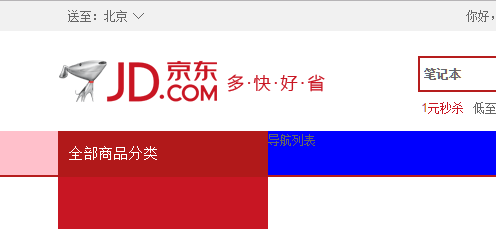 送至：北京
你好，
京东
JD.COM
多·快·好·省
笔记本
1元秒杀 低至
全部商品分类
导航列表